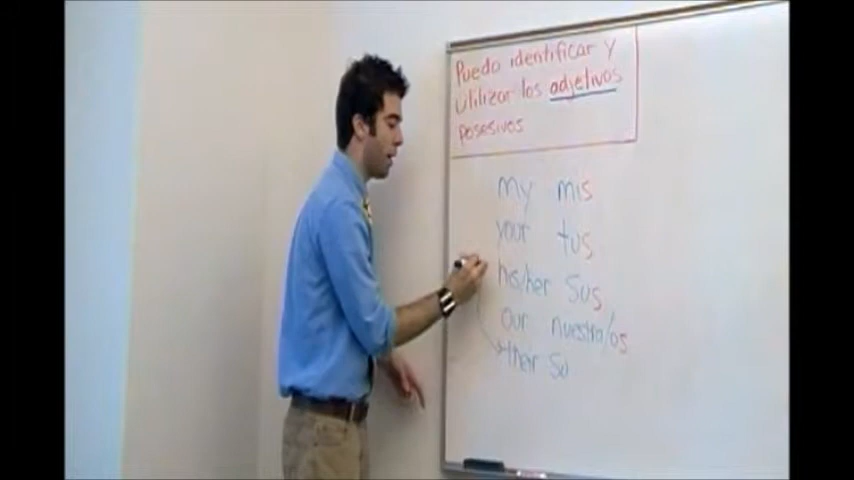 Puedo identificar y
utilizar los adjetivos
posesivos
my mis
your tus
his/her sus
our nuestra/os
their su